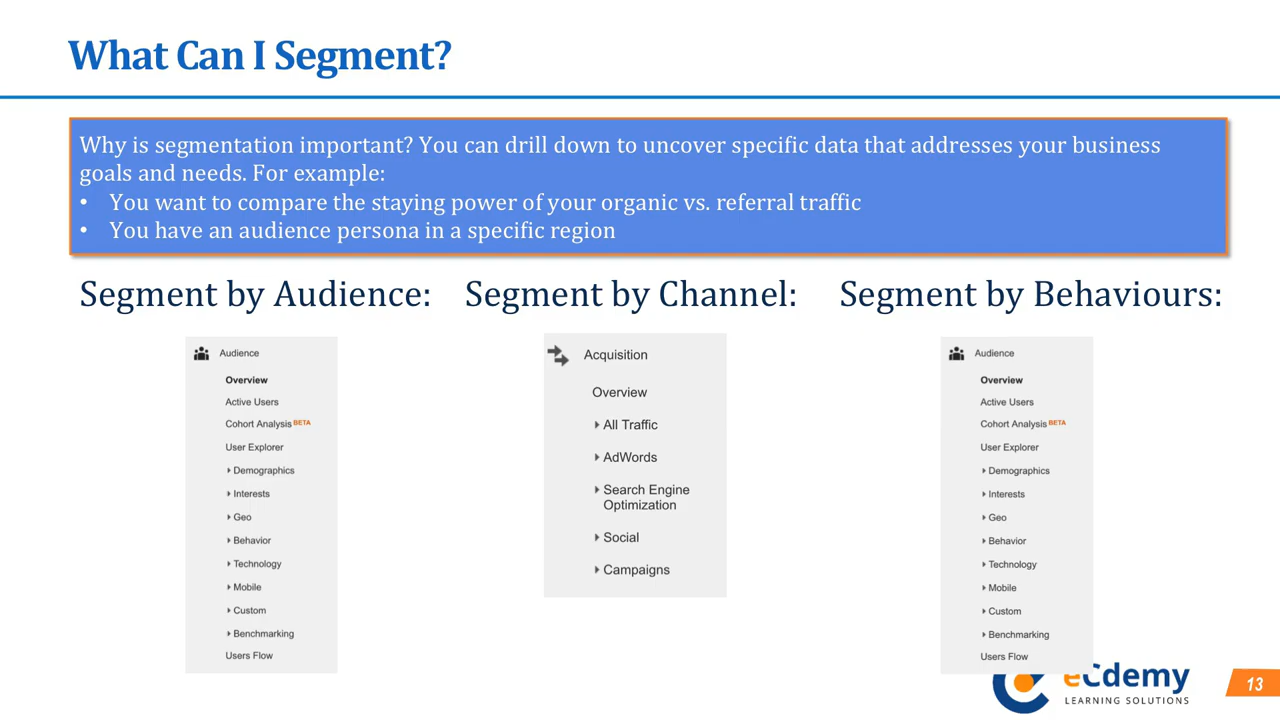 What Can I Segment?
Why is segmentation important? You can drill down to uncover specific data that addresses your business
goals and needs. For example:
• You want to compare the staying power of your organic vs. referral traffic
• You have an audience persona in a specific region
Segment by Audience:
Audience
Overview
Active Users
Cohort Analysis BETA
User Explorer
Demographics
Interests
Geo
Behavior
Technology
Mobile
Custom
Benchmarking
Users Flow
Segment by Channel:
Acquisition
Overview
All Traffic
AdWords
Search Engine
Optimization
Social
Campaigns
Segment by Behaviours:
Audience
Overview
Active Users
Cohort Analysis BETA
User Explorer
Demographics
Interests
Geo
Behavior
Technology
Mobile
Custom
Benchmarking
Users Flow
eCdemy
LEARNING SOLUTIONS
13